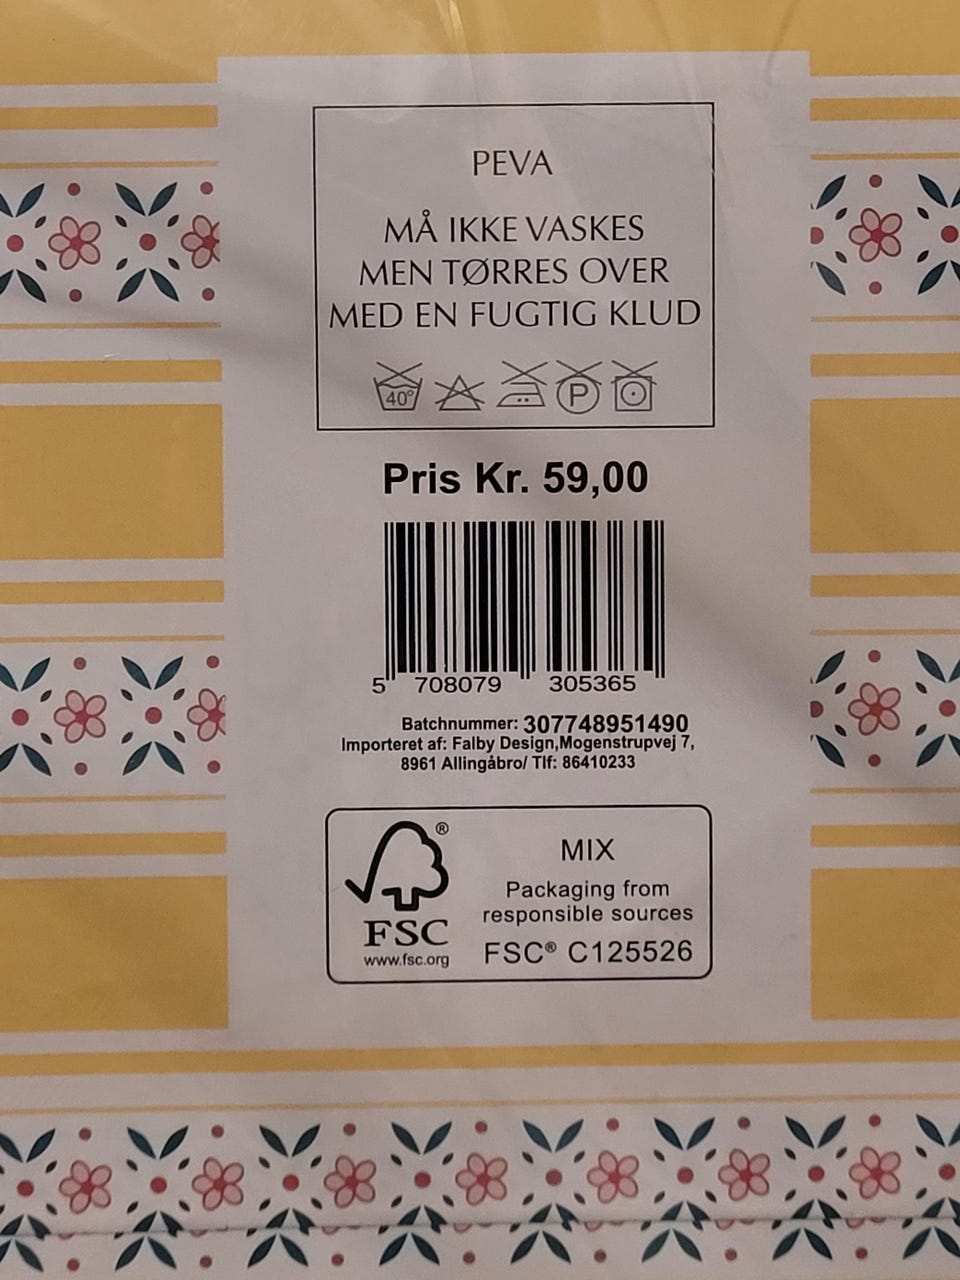 PEVA
MÅ IKKE VASKES
MEN TØRRES OVER
MED EN FUGTIG KLUD
40° P
Pris Kr. 59,00
5 708079 305365
Batchnummer: 307748951490
Importeret af: Falby Design,Mogenstrupvej 7,
8961 Allingåbro/ Tlf: 86410233
®
MIX
Packaging from
responsible sources
FSC
www.fsc.org
FSC® C125526